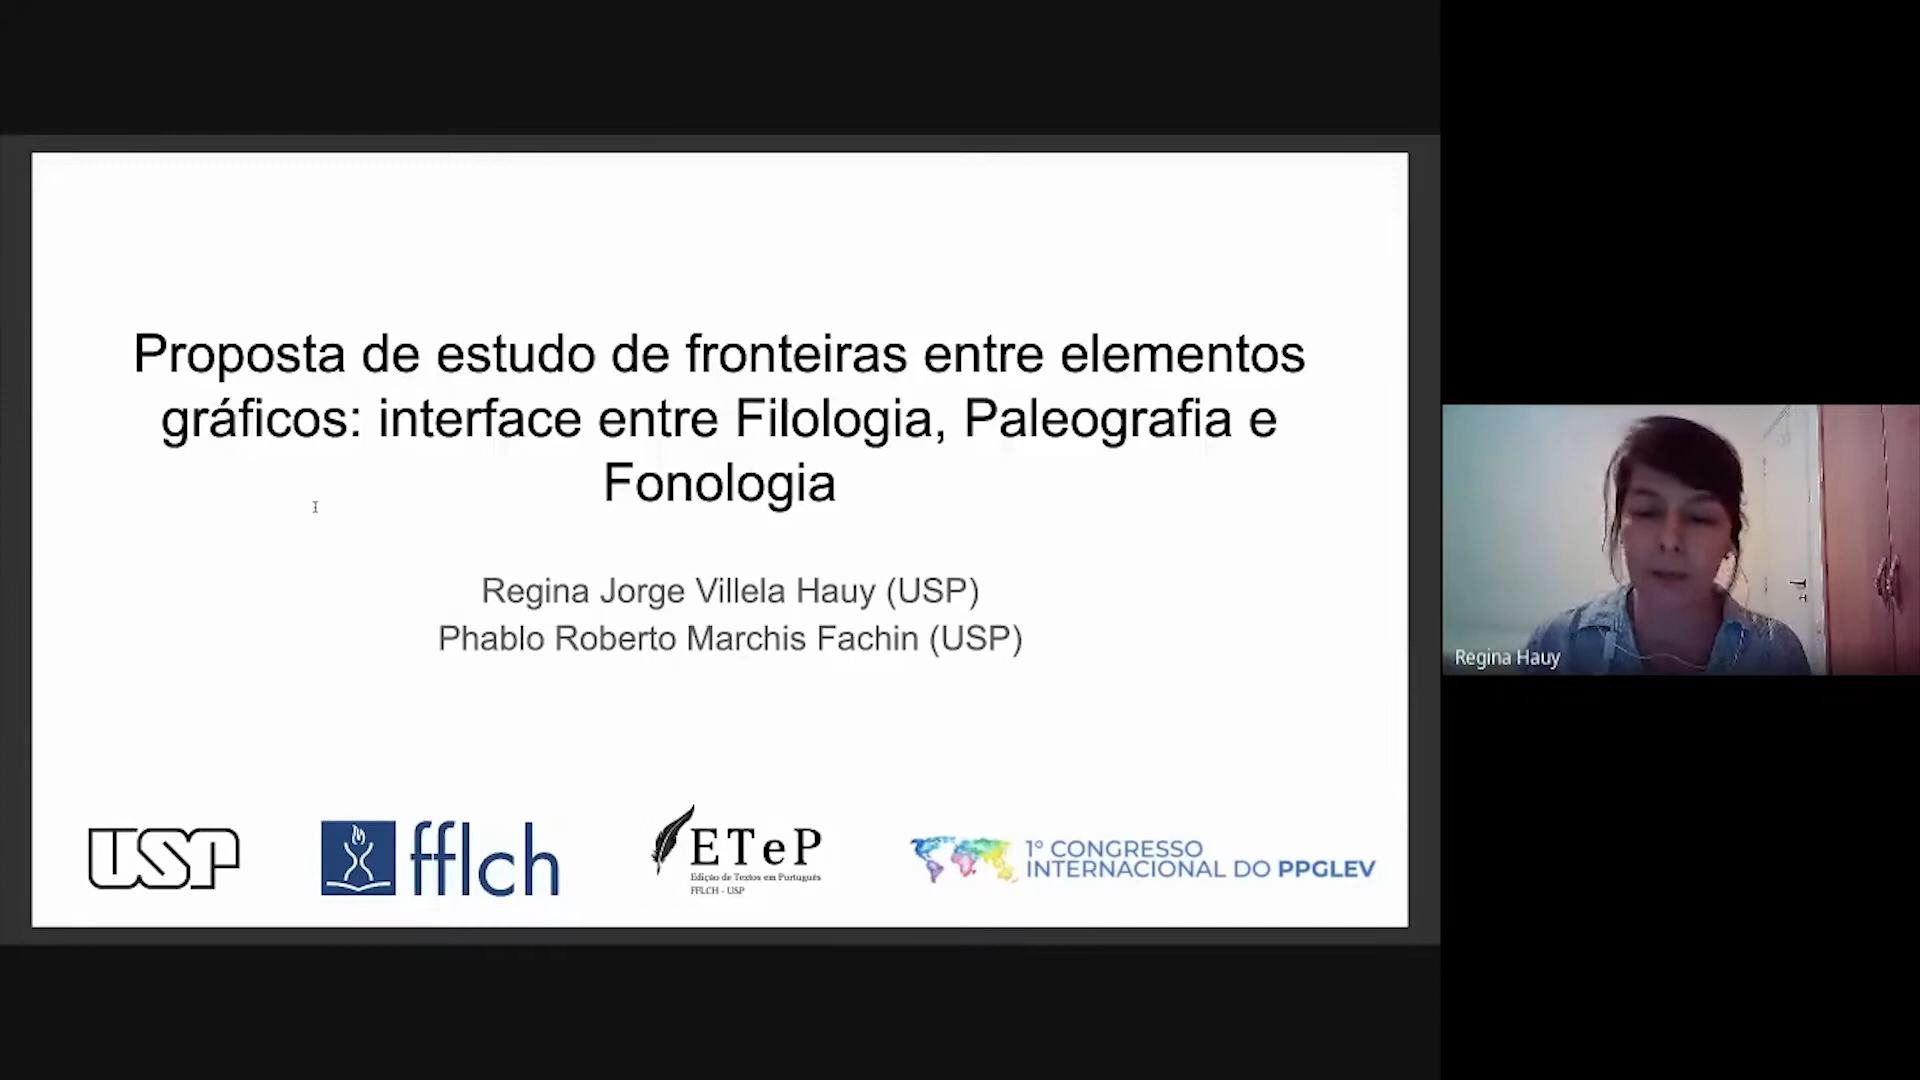 Proposta de estudo de fronteiras entre elementos
gráficos: interface entre Filologia, Paleografia e
Fonologia
Regina Jorge Villela Hauy (USP)
Phablo Roberto Marchis Fachin (USP)
USP
fflch
ETeP
Edição de Textos em Português
FFLCH - USP
1º CONGRESSO
INTERNACIONAL DO PPGLEV
Regina Hauy